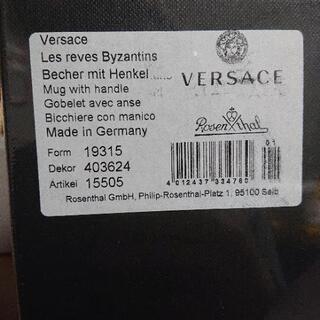 Versace
Les reves Byzantins
Becher mit Henkel
Mug with handle
Gobelet avec anse
Bicchiere con manico
Made in Germany
VERSACE
Rosenthal
Form 19315
Dekor 403624
Artikel 15505
01
4 012437 334760
Rosenthal GmbH, Philip-Rosenthal-Platz 1, 95100 Selb